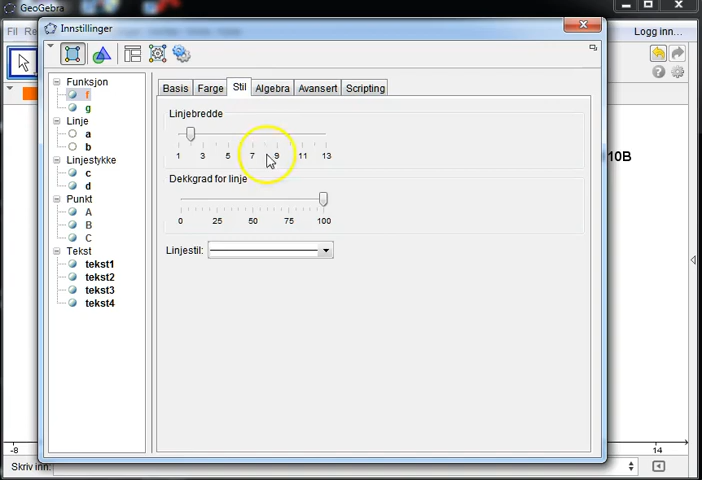 GeoGebra
Innstillinger
Fil
Logg inn...
Funksjon
f
g
Linje
a
b
Linjestykke
c
d
Punkt
A
B
C
Tekst
tekst1
tekst2
tekst3
tekst4
Basis Farge Stil Algebra Avansert Scripting
Linjebredde
1 3 5 7 9 11 13
Dekkgrad for linje
0 25 50 75 100
Linjestil:
10B
-8 14
Skriv inn: